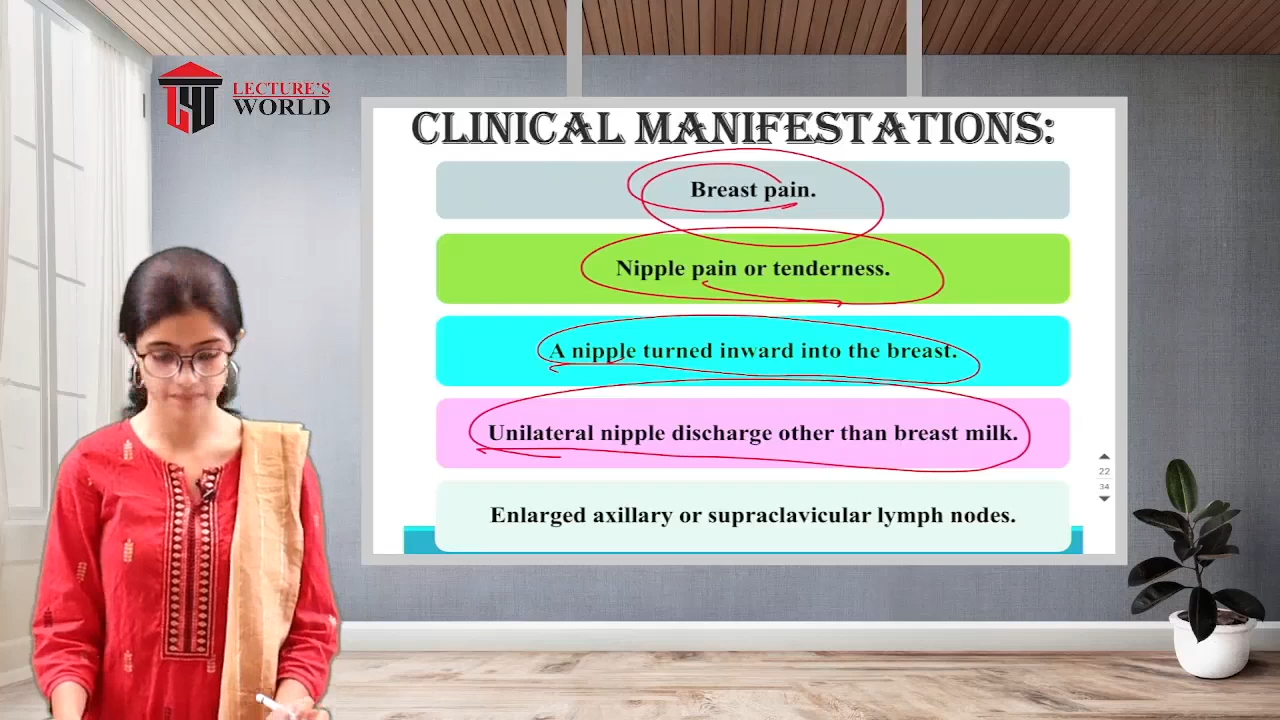 LECTURE'S
WORLD
CLINICAL MANIFESTATIONS:
Breast pain.
Nipple pain or tenderness.
A nipple turned inward into the breast.
Unilateral nipple discharge other than breast milk.
Enlarged axillary or supraclavicular lymph nodes.
22
34